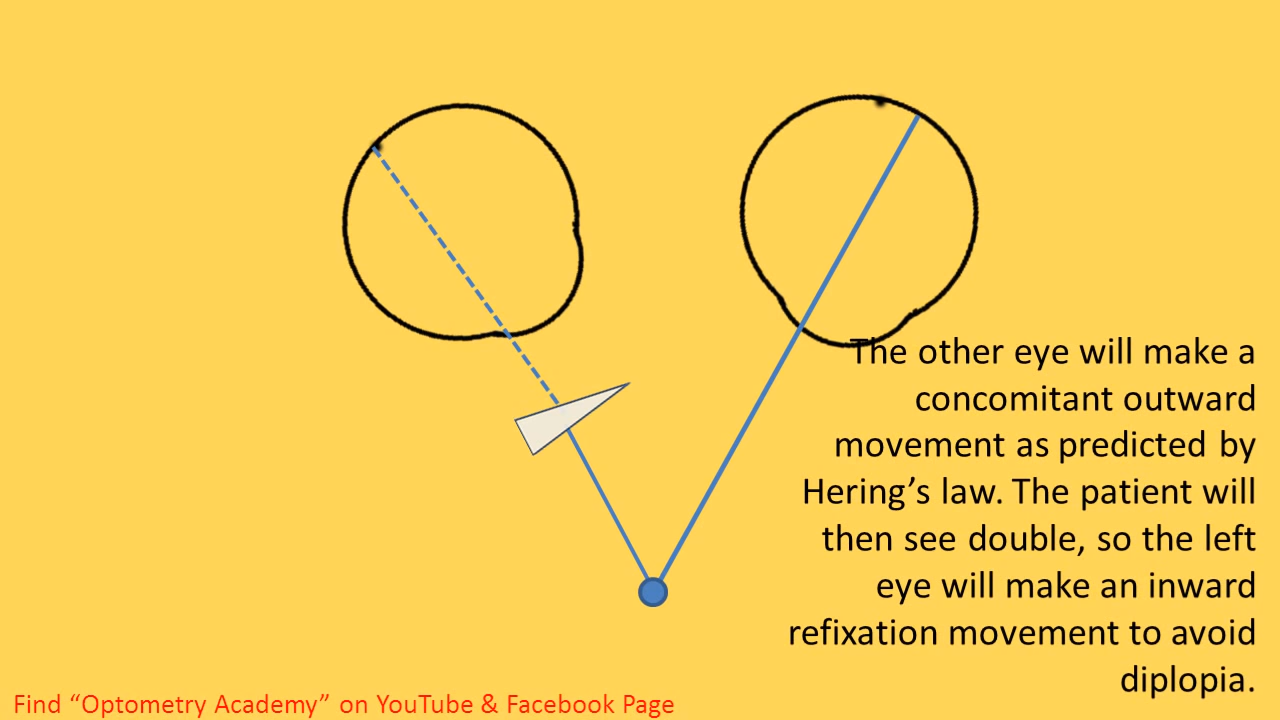 The other eye will make a
concomitant outward
movement as predicted by
Hering’s law. The patient will
then see double, so the left
eye will make an inward
refixation movement to avoid
diplopia.
Find “Optometry Academy” on YouTube & Facebook Page